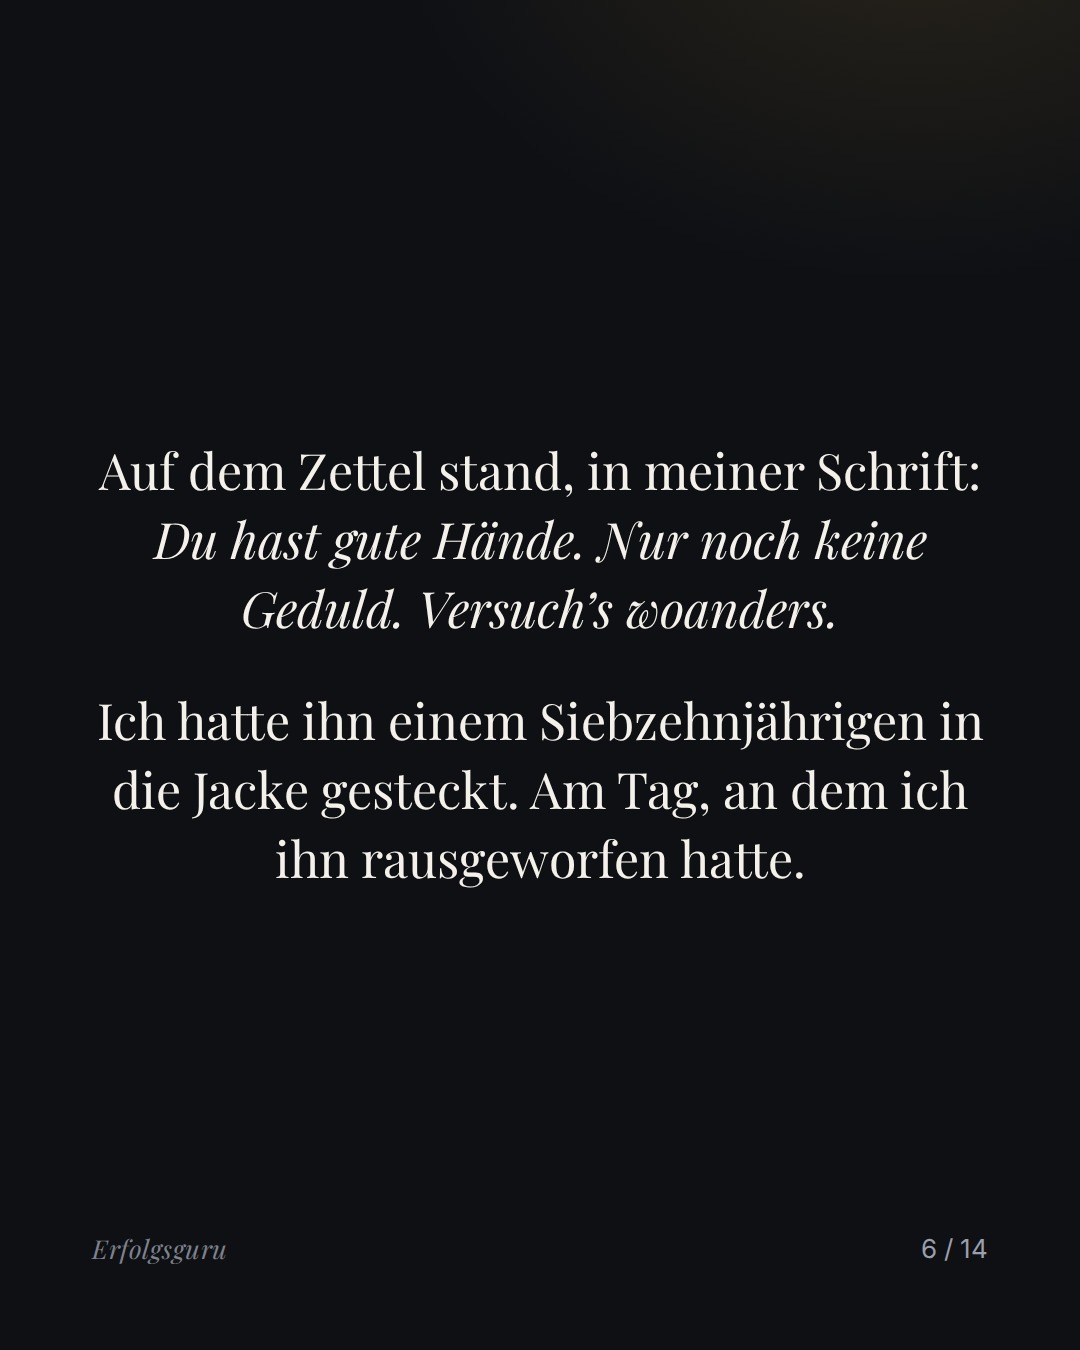 Auf dem Zettel stand, in meiner Schrift:
Du hast gute Hände. Nur noch keine
Geduld. Versuch’s woanders.
Ich hatte ihn einem Siebzehnjährigen in
die Jacke gesteckt. Am Tag, an dem ich
ihn rausgeworfen hatte.
Erfolgsguru
6 / 14